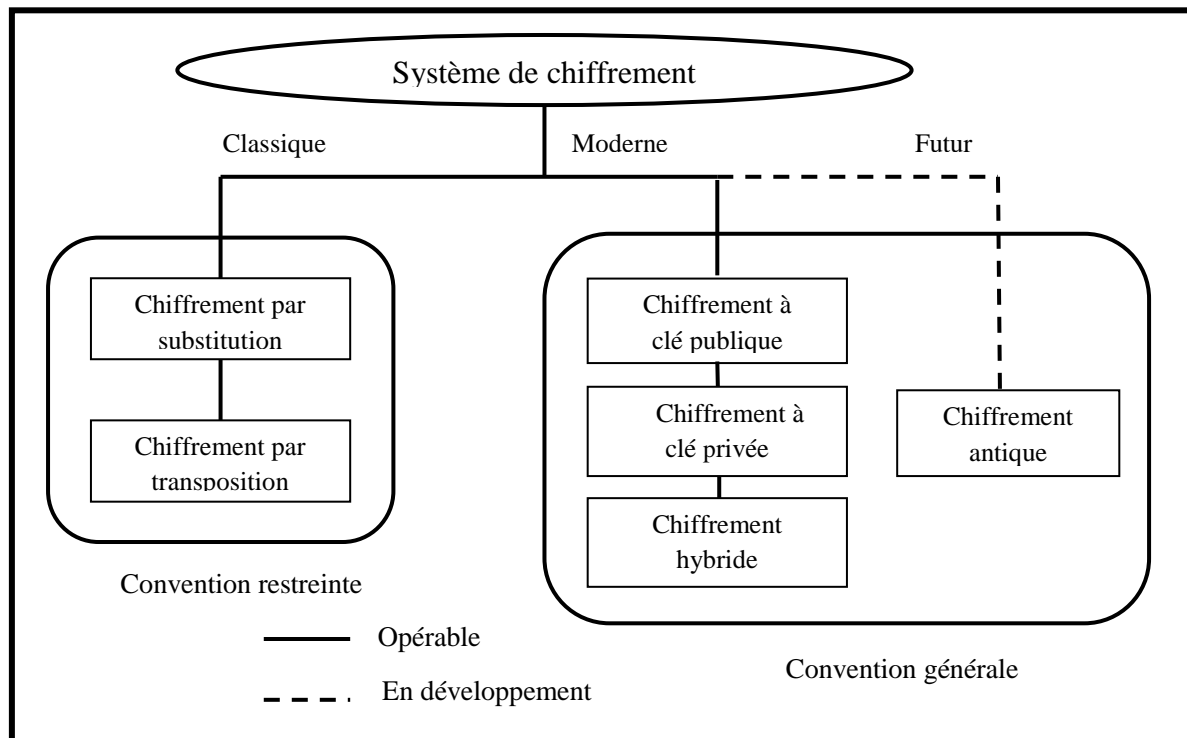 Système de chiffrement
Classique
Moderne
Futur
Chiffrement par
substitution
Chiffrement par
transposition
Chiffrement à
clé publique
Chiffrement à
clé privée
Chiffrement
hybride
Chiffrement
antique
Convention restreinte
Convention générale
Opérable
En développement